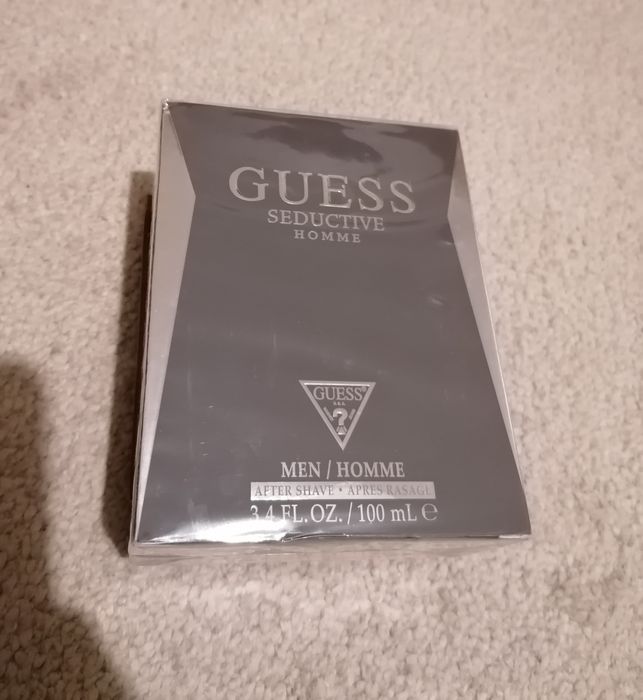 GUESS
SEDUCTIVE
HOMME
GUESS®
U.S.A.
?
MEN / HOMME
AFTER SHAVE • APRES RASAGE
3.4 FL.OZ. / 100 mL ℮